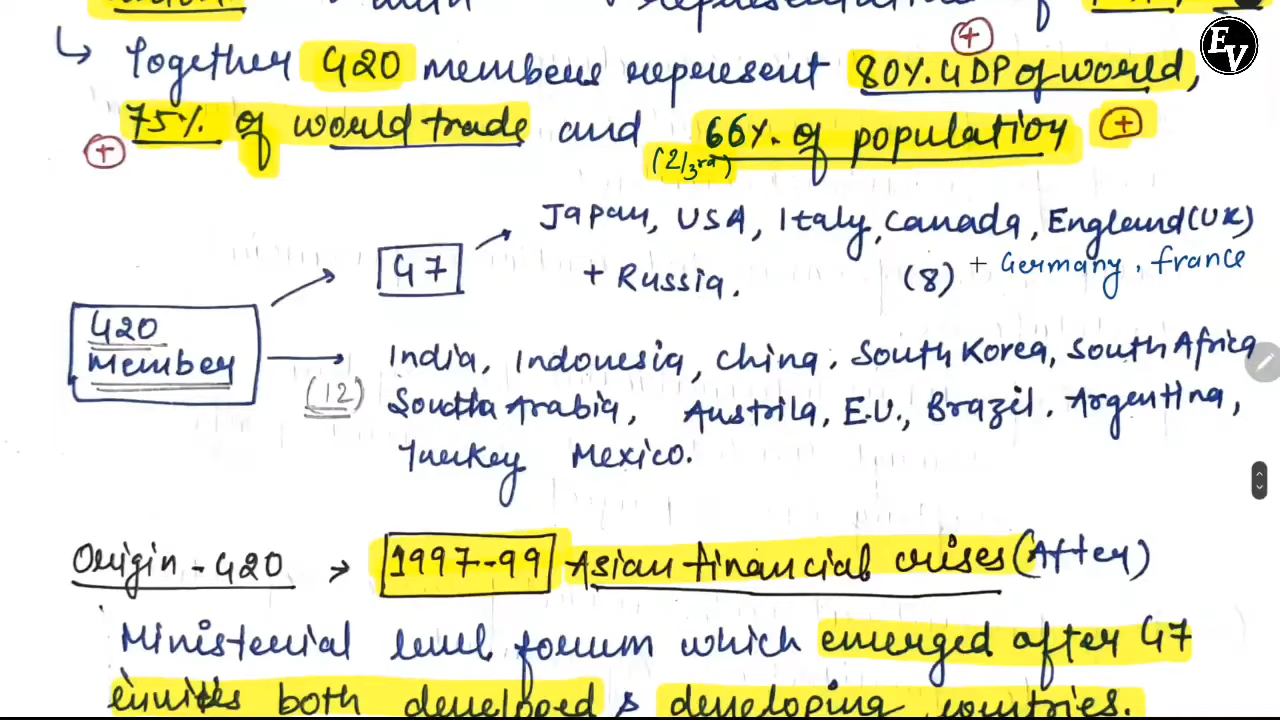 EV
↳ Together G20 members represent 80% GDP of world,
75% of world trade and 66% of population
(2/3rd)
Japan, USA, Italy, Canada, England (UK)
G7
+ Russia. (8) + Germany, france
G20
member
(12)
India, Indonesia, China, South Korea, South Africa
Soudta Arabia, Austrila, E.U., Brazil, Argentina,
Turkey Mexico.
Origin - G20 → 1997-99 Asian financial crises (After)
Ministerial level forum which emerged after G7
both developed & developing countries.